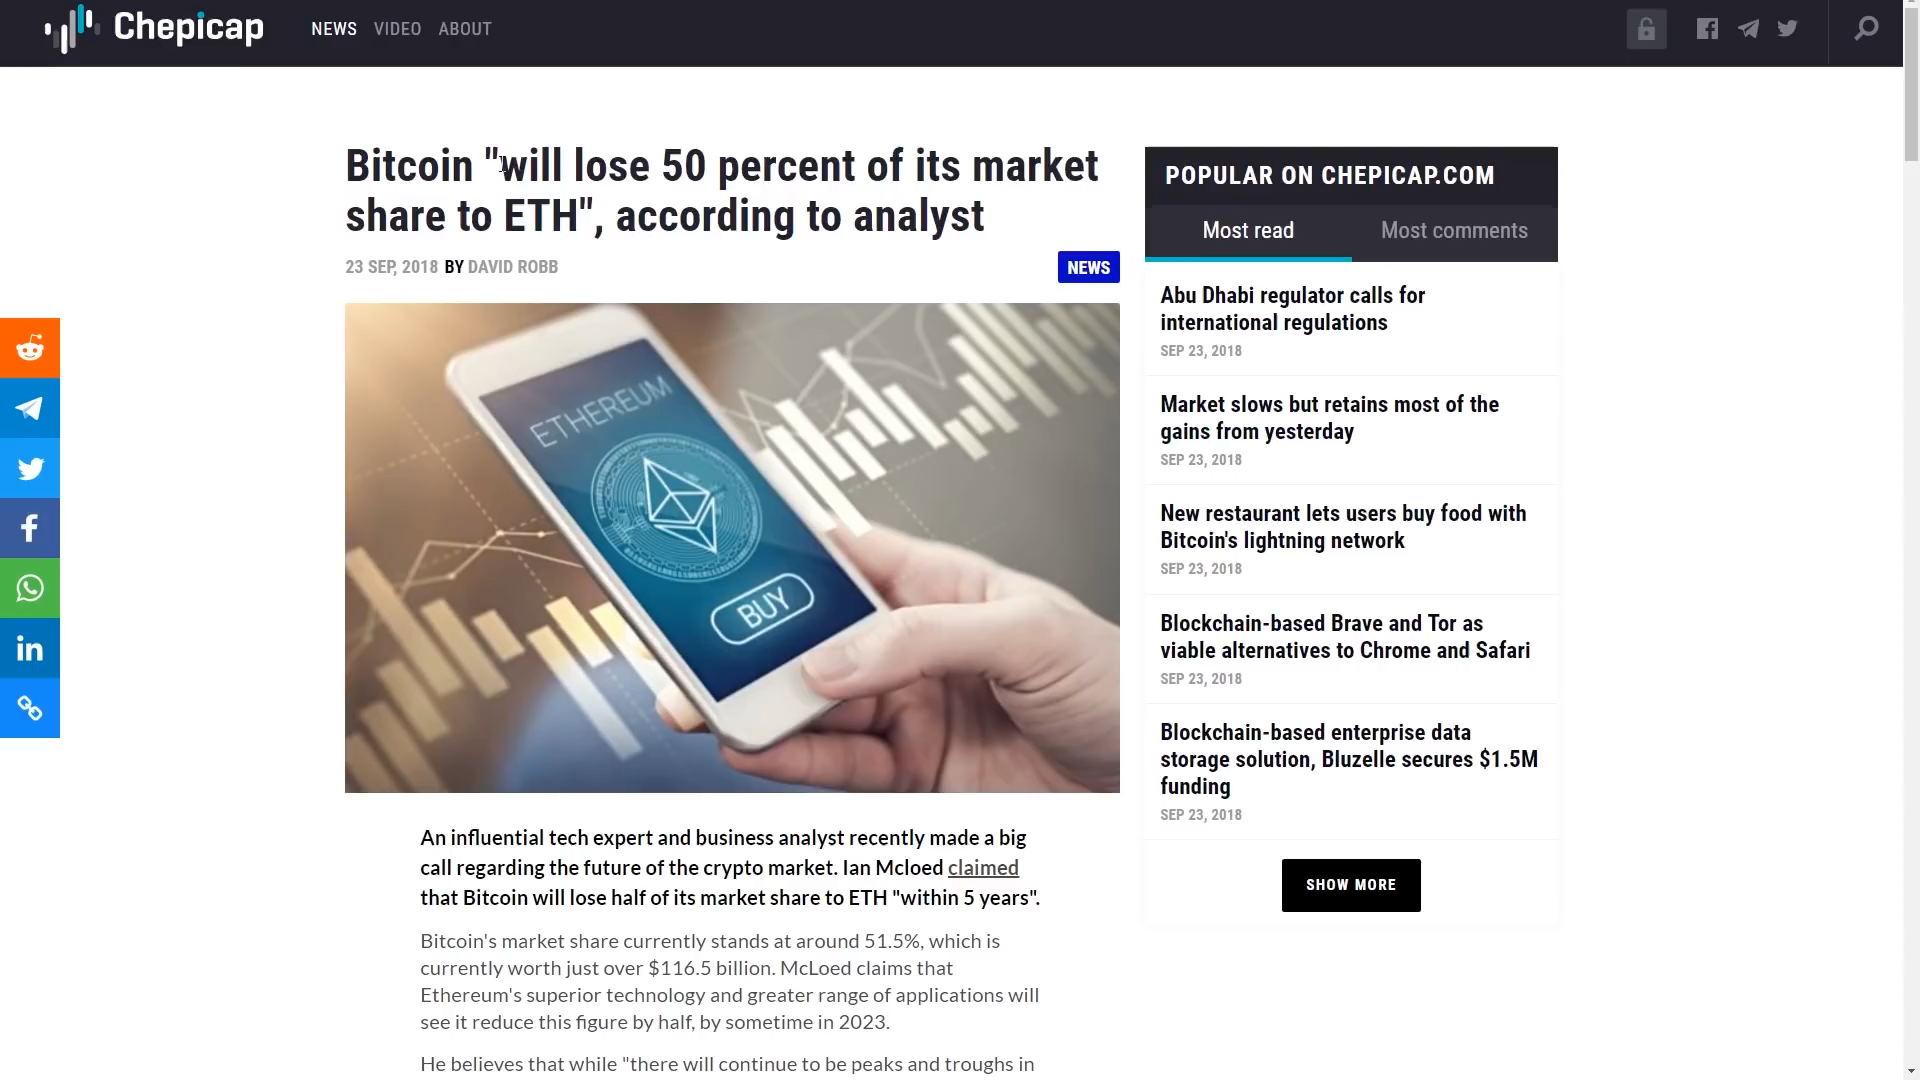 Chepicap
NEWS VIDEO ABOUT
Bitcoin "will lose 50 percent of its market
share to ETH", according to analyst
23 SEP, 2018 BY DAVID ROBB
NEWS
ETHEREUM
BUY
An influential tech expert and business analyst recently made a big
call regarding the future of the crypto market. Ian Mcloed claimed
that Bitcoin will lose half of its market share to ETH "within 5 years".
Bitcoin's market share currently stands at around 51.5%, which is
currently worth just over $116.5 billion. McLoed claims that
Ethereum's superior technology and greater range of applications will
see it reduce this figure by half, by sometime in 2023.
He believes that while "there will continue to be peaks and troughs in
POPULAR ON CHEPICAP.COM
Most read Most comments
Abu Dhabi regulator calls for
international regulations
SEP 23, 2018
Market slows but retains most of the
gains from yesterday
SEP 23, 2018
New restaurant lets users buy food with
Bitcoin's lightning network
SEP 23, 2018
Blockchain-based Brave and Tor as
viable alternatives to Chrome and Safari
SEP 23, 2018
Blockchain-based enterprise data
storage solution, Bluzelle secures $1.5M
funding
SEP 23, 2018
SHOW MORE